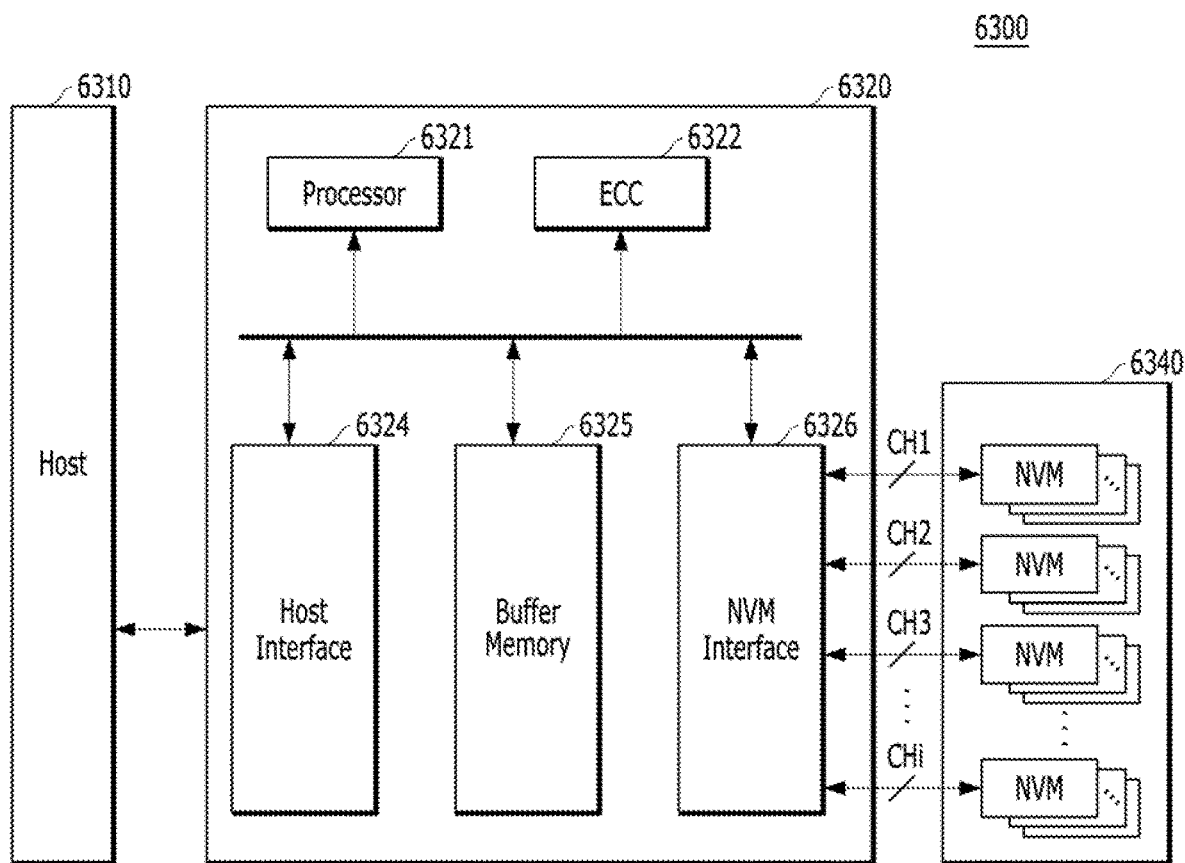 6300
6310
6320
6321
6322
Processor
ECC
6340
6324
6325
6326
CH1
Host
NVM
CH2
NVM
Host
Interface
Buffer
Memory
NVM
Interface
CH3
NVM
CHi
NVM